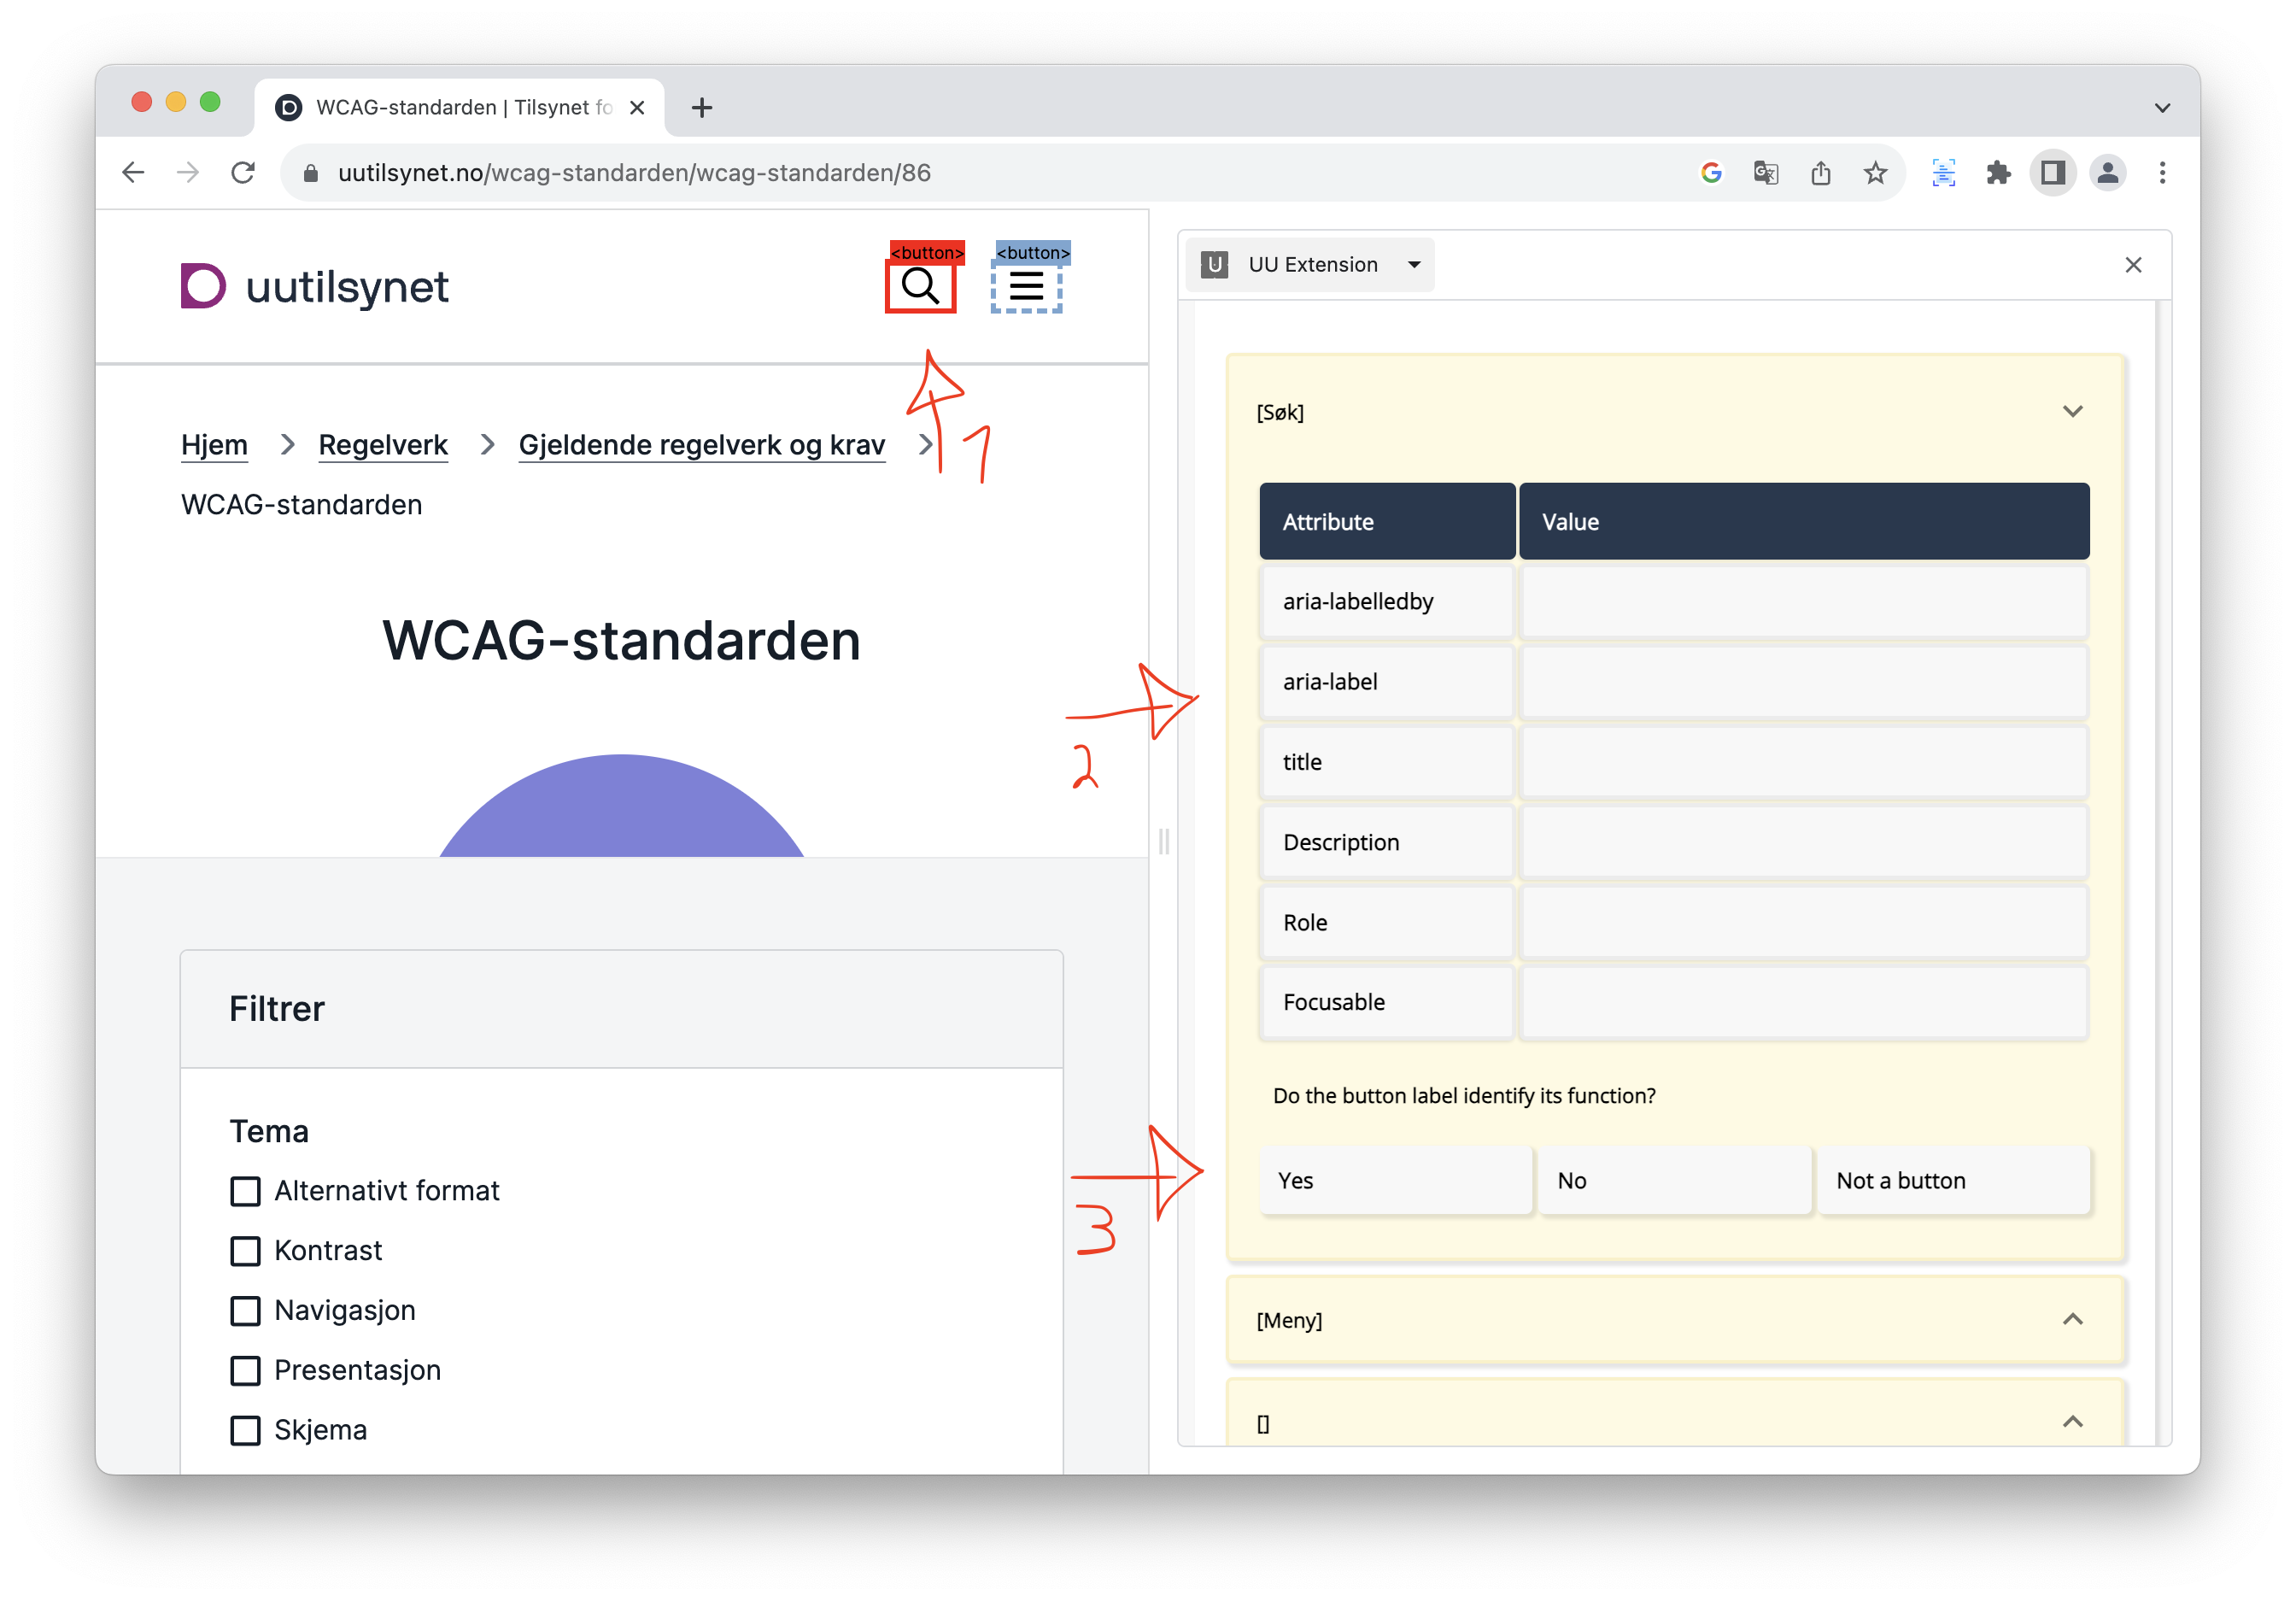 WCAG-standarden | Tilsynet fo
uutilsynet.no/wcag-standarden/wcag-standarden/86
uutilsynet
<button>
<button>
1
Hjem
Regelverk
Gjeldende regelverk og krav
WCAG-standarden
WCAG-standarden
2
Filtrer
Tema
Alternativt format
Kontrast
Navigasjon
Presentasjon
Skjema
3
U UU Extension
[Søk]
Attribute Value
aria-labelledby
aria-label
title
Description
Role
Focusable
Do the button label identify its function?
Yes No Not a button
[Meny]
[]